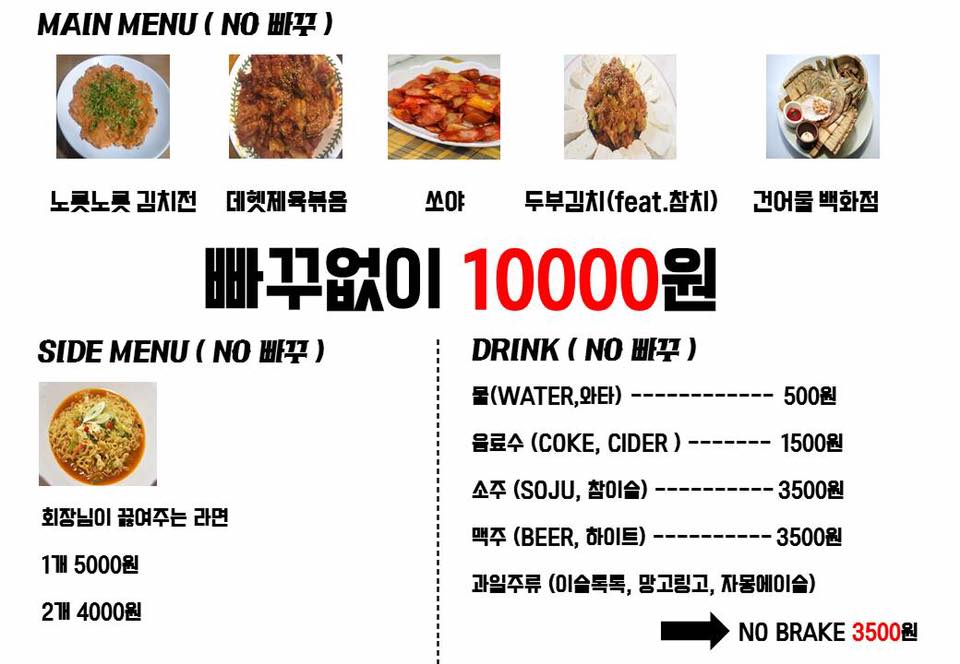 MAIN MENU ( NO 빠꾸 )
노릇노릇 김치전 데헷제육볶음 쏘야 두부김치(feat.참치) 건어물 백화점
빠꾸없이 10000원
SIDE MENU ( NO 빠꾸 )
회장님이 끓여주는 라면
1개 5000원
2개 4000원
DRINK ( NO 빠꾸 )
물(WATER,와타) ------------ 500원
음료수 (COKE, CIDER ) ------- 1500원
소주 (SOJU, 참이슬) ---------- 3500원
맥주 (BEER, 하이트) ---------- 3500원
과일주류 (이슬톡톡, 망고링고, 자몽에이슬)
NO BRAKE 3500원